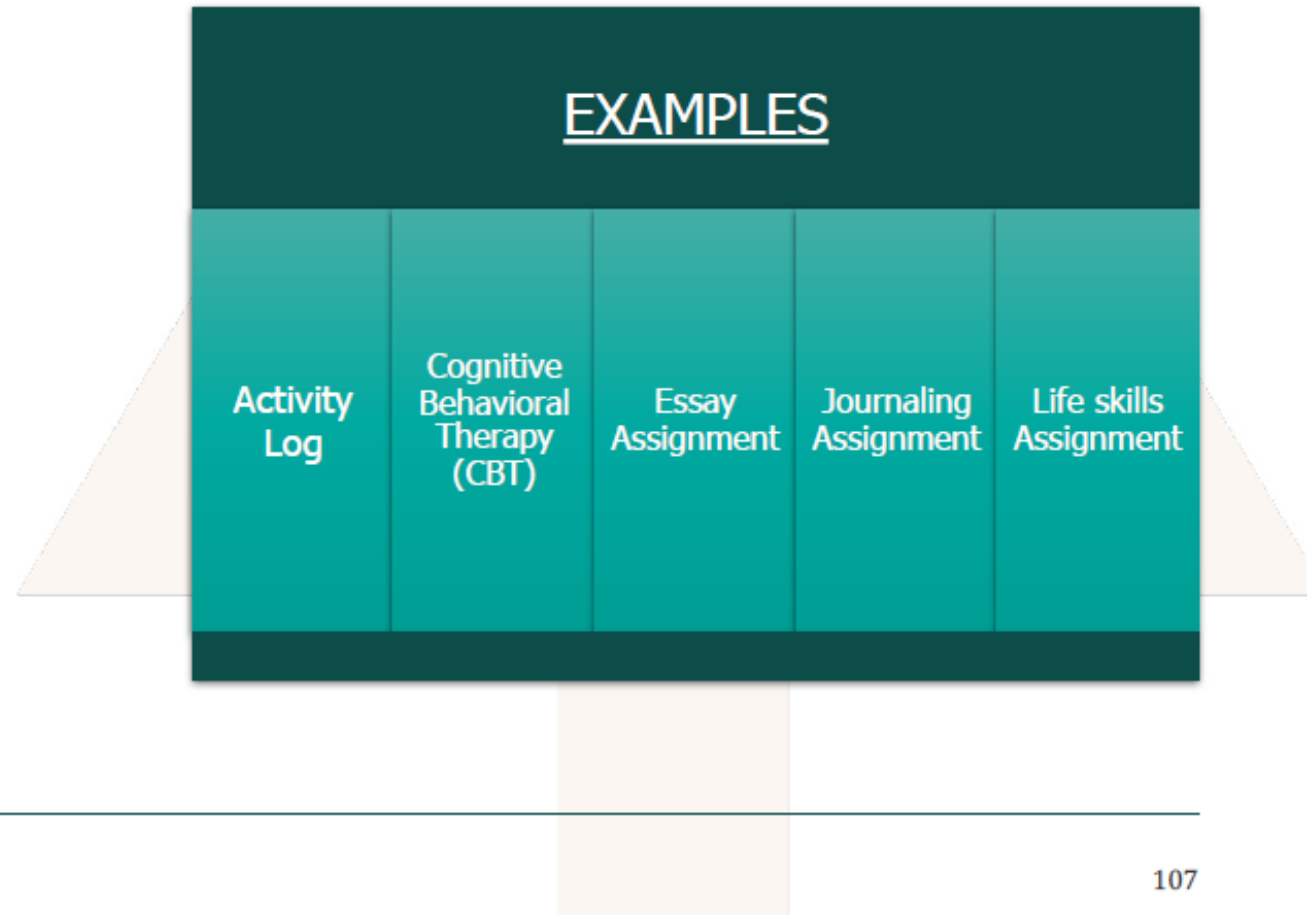 EXAMPLES
Activity
Log
Cognitive
Behavioral
Therapy
(CBT)
Essay
Assignment
Journaling
Assignment
Life skills
Assignment
107